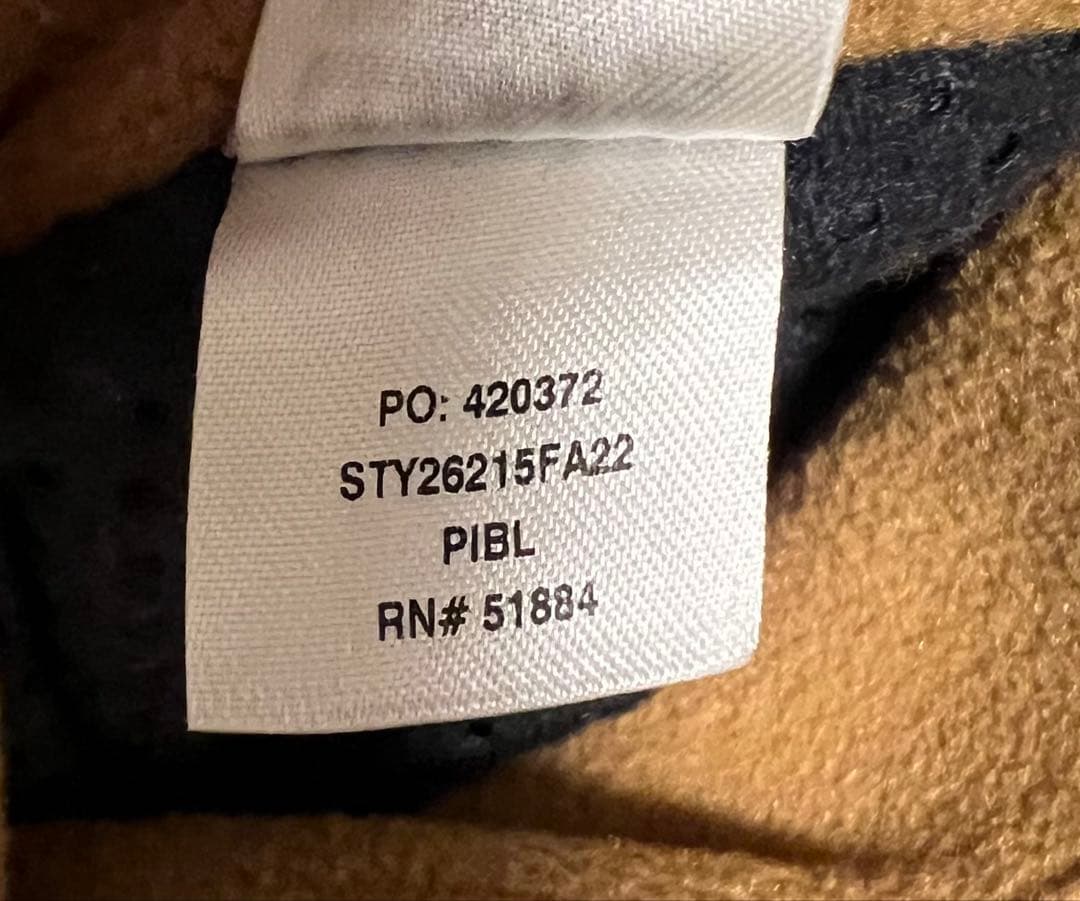 PO: 420372
STY26215FA22
PIBL
RN# 51884